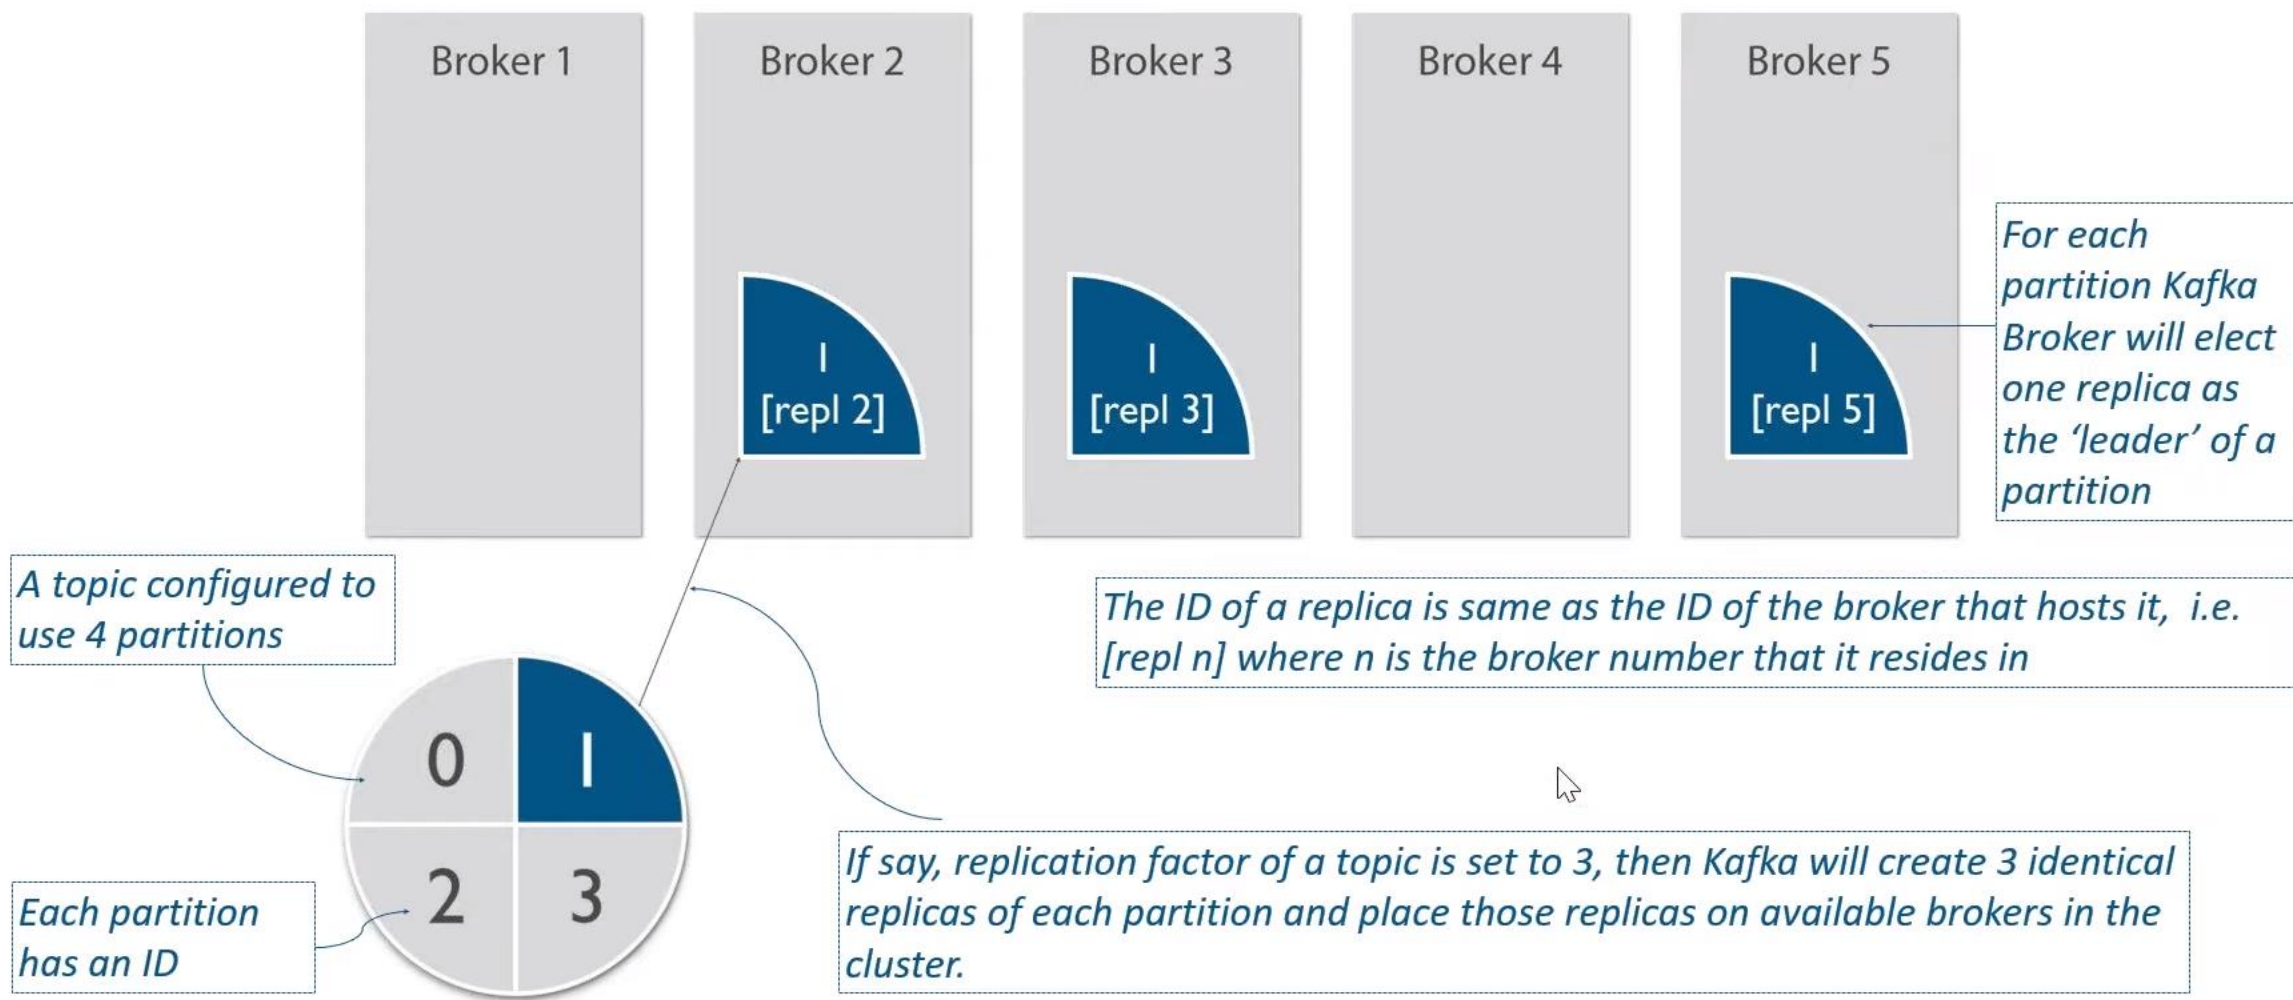 Broker 1
Broker 2
Broker 3
Broker 4
Broker 5
1
[repl 2]
1
[repl 3]
1
[repl 5]
For each
partition Kafka
Broker will elect
one replica as
the ‘leader’ of a
partition
A topic configured to
use 4 partitions
The ID of a replica is same as the ID of the broker that hosts it, i.e.
[repl n] where n is the broker number that it resides in
0
1
2
3
Each partition
has an ID
If say, replication factor of a topic is set to 3, then Kafka will create 3 identical
replicas of each partition and place those replicas on available brokers in the
cluster.